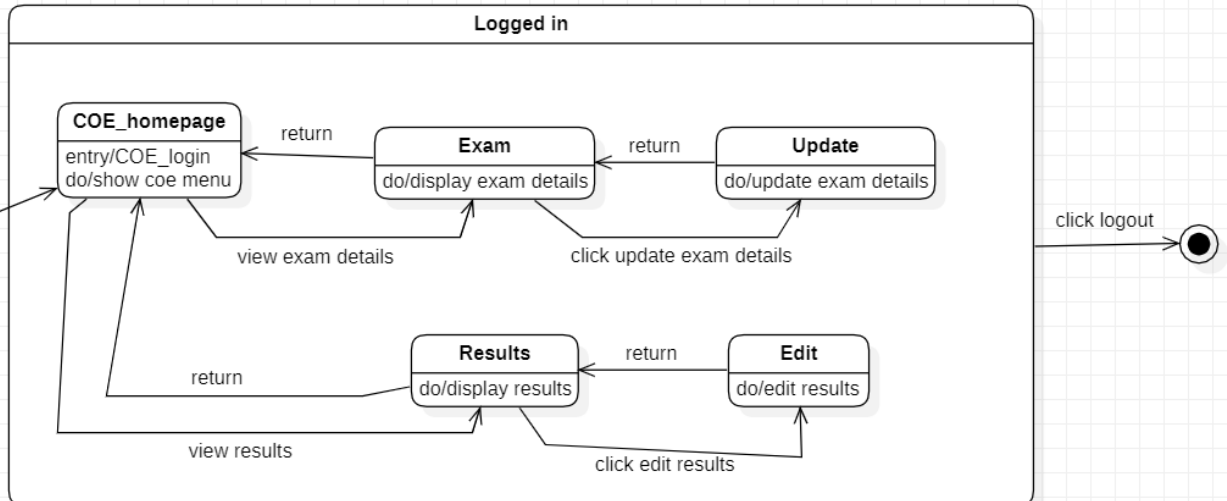 Logged in
COE_homepage
entry/COE_login
do/show coe menu
return
Exam
do/display exam details
return
Update
do/update exam details
view exam details
click update exam details
click logout
Results
do/display results
return
Edit
do/edit results
return
view results
click edit results